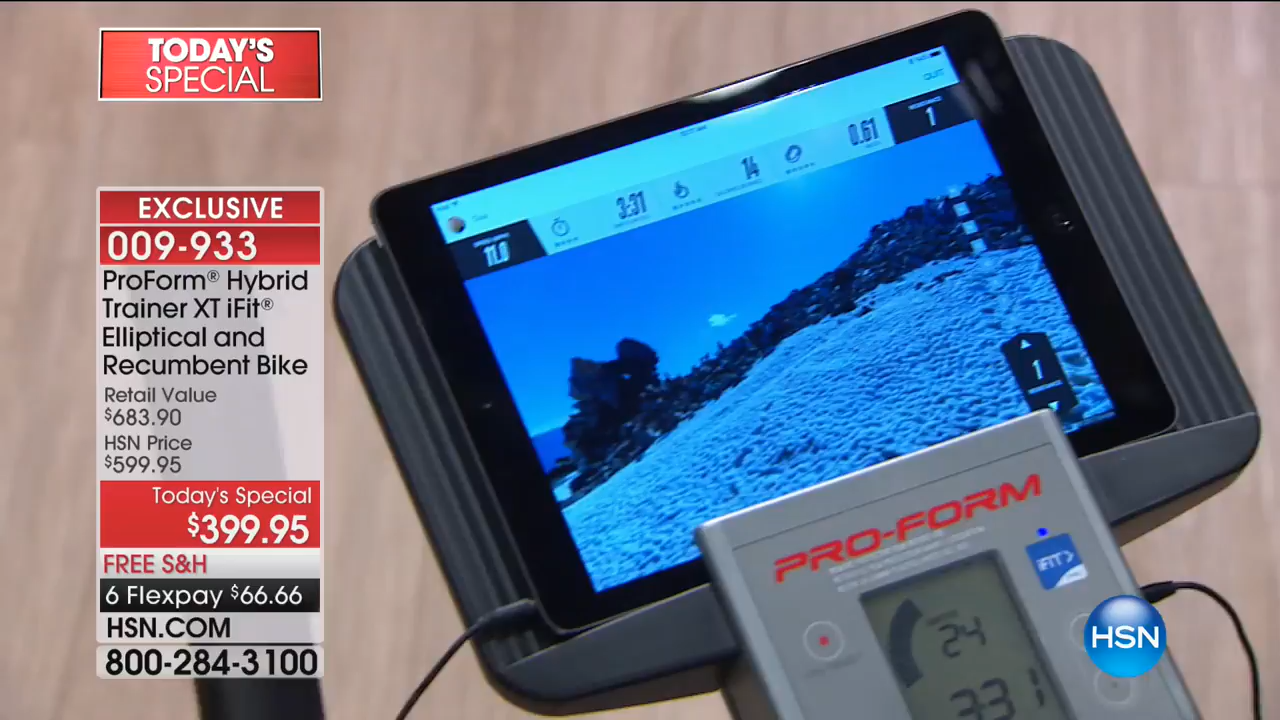 TODAY'S
SPECIAL
EXCLUSIVE
009-933
ProForm® Hybrid
Trainer XT iFit®
Elliptical and
Recumbent Bike
Retail Value
$683.90
HSN Price
$599.95
Today's Special
$399.95
FREE S&H
6 Flexpay $66.66
HSN.COM
800-284-3100
QUIT
11.0
3:31
14
0.61
1
1
PRO-FORM
iFIT
24
3:31
HSN